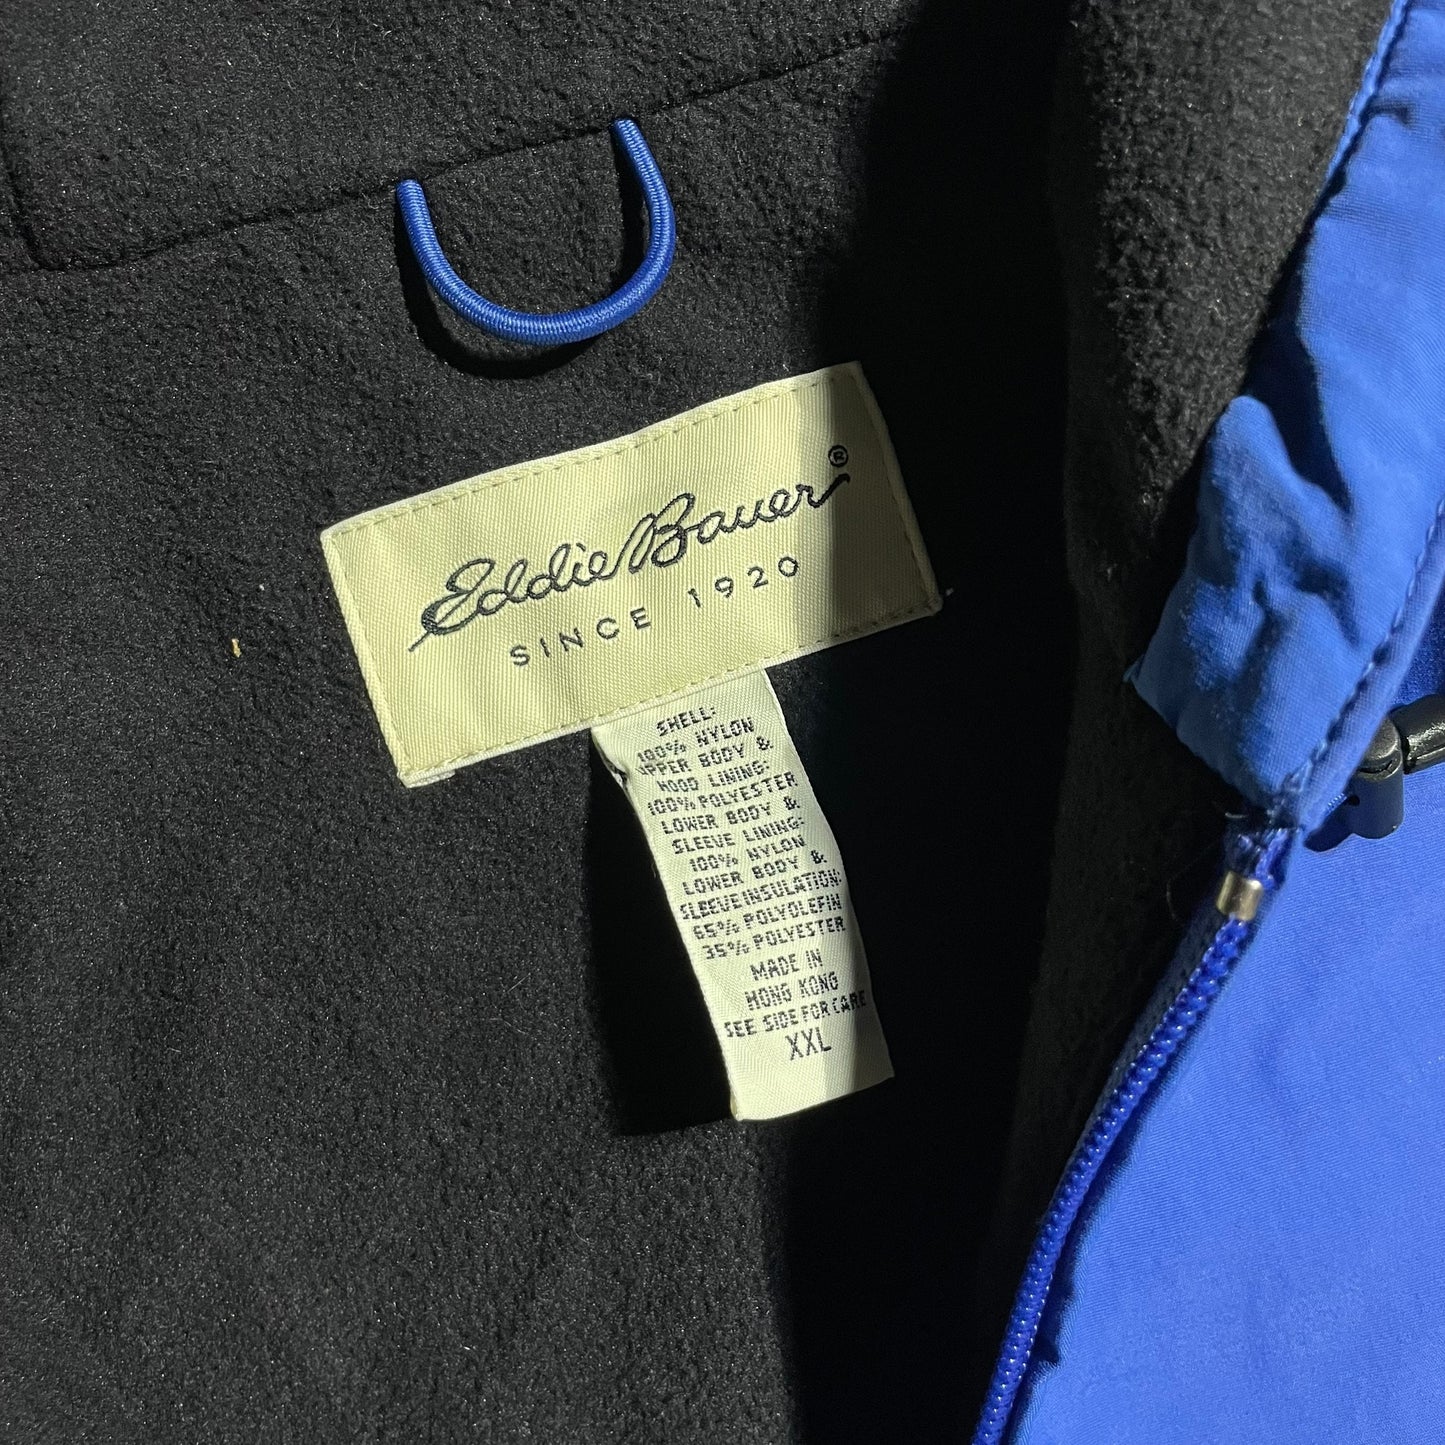 Eddie Bauer®
SINCE 1920
SHELL:
100% NYLON
UPPER BODY &
HOOD LINING:
100% POLYESTER
LOWER BODY &
SLEEVE LINING:
100% NYLON
LOWER BODY &
SLEEVE INSULATION:
65% POLYOLEFIN
35% POLYESTER
MADE IN
HONG KONG
SEE SIDE FOR CARE
XXL